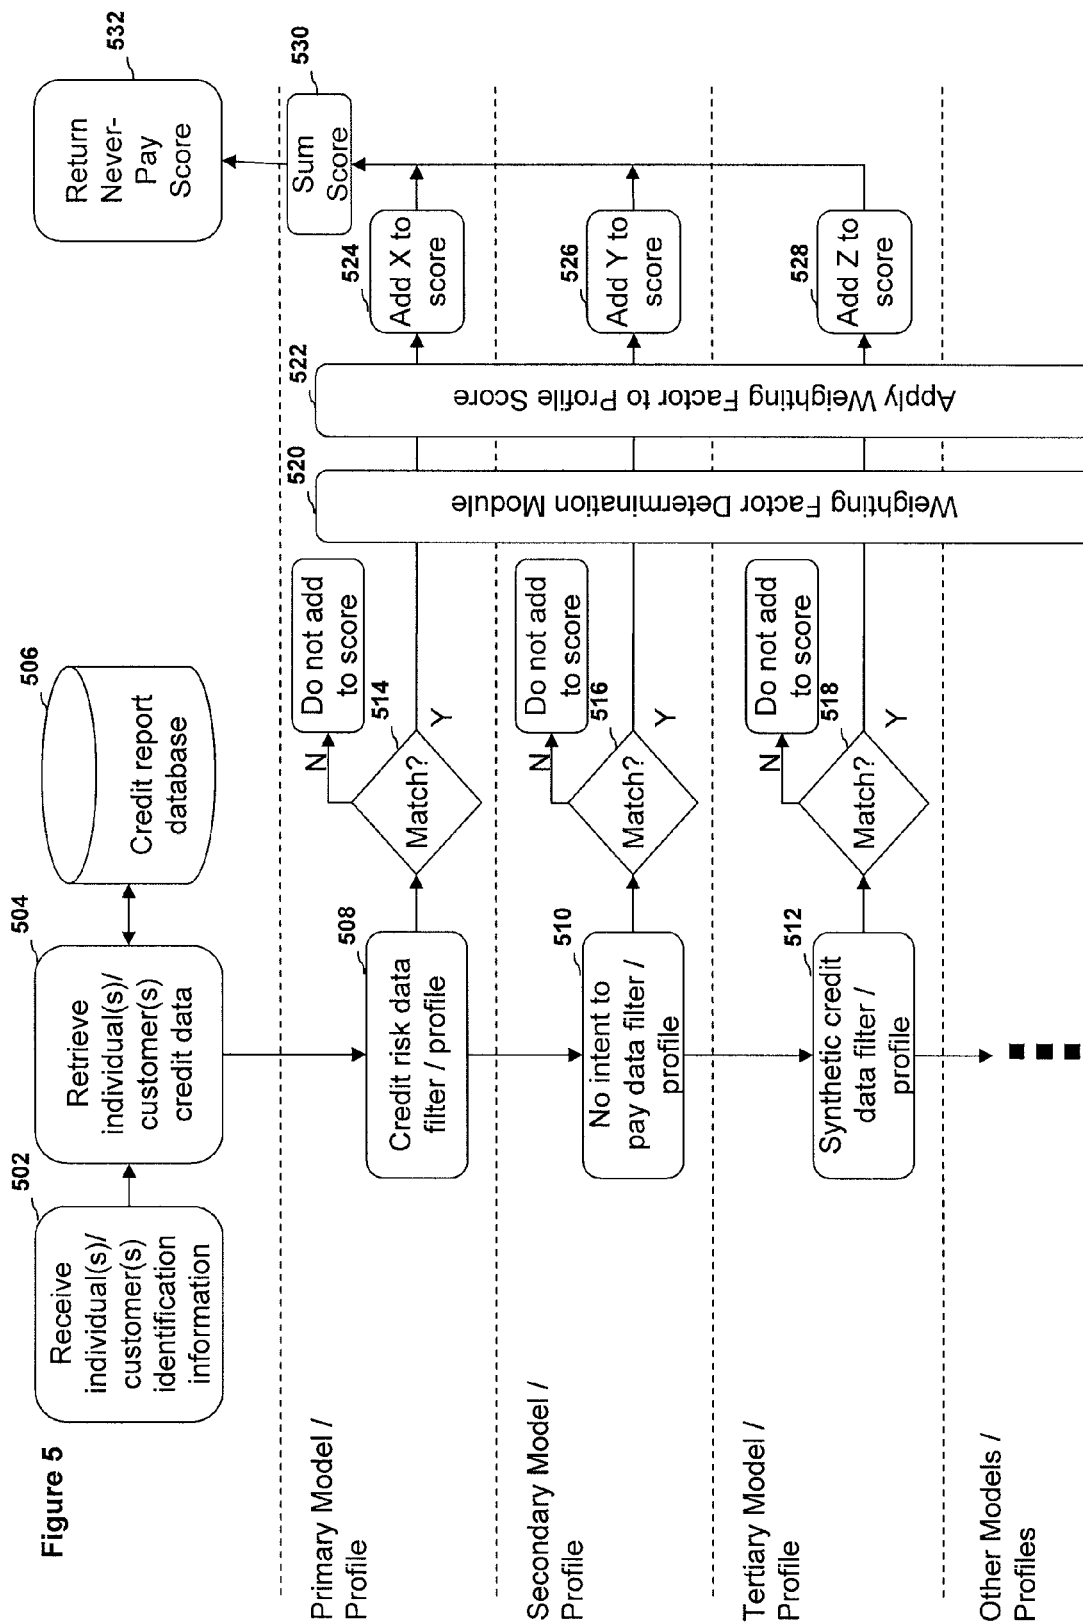 Figure 5
502
Receive
individual(s)/
customer(s)
identification
information
504
Retrieve
individual(s)/
customer(s)
credit data
506
Credit report
database
532
Return
Never-
Pay
Score
Primary Model /
Profile
508
Credit risk data
filter / profile
Match?
514
N
Y
Do not add
to score
520
Weighting Factor Determination Module
522
Apply Weighting Factor to Profile Score
524
Add X to
score
530
Sum
Score
Secondary Model /
Profile
510
No intent to
pay data filter /
profile
Match?
516
N
Y
Do not add
to score
526
Add Y to
score
Tertiary Model /
Profile
512
Synthetic credit
data filter /
profile
Match?
518
N
Y
Do not add
to score
528
Add Z to
score
Other Models /
Profiles